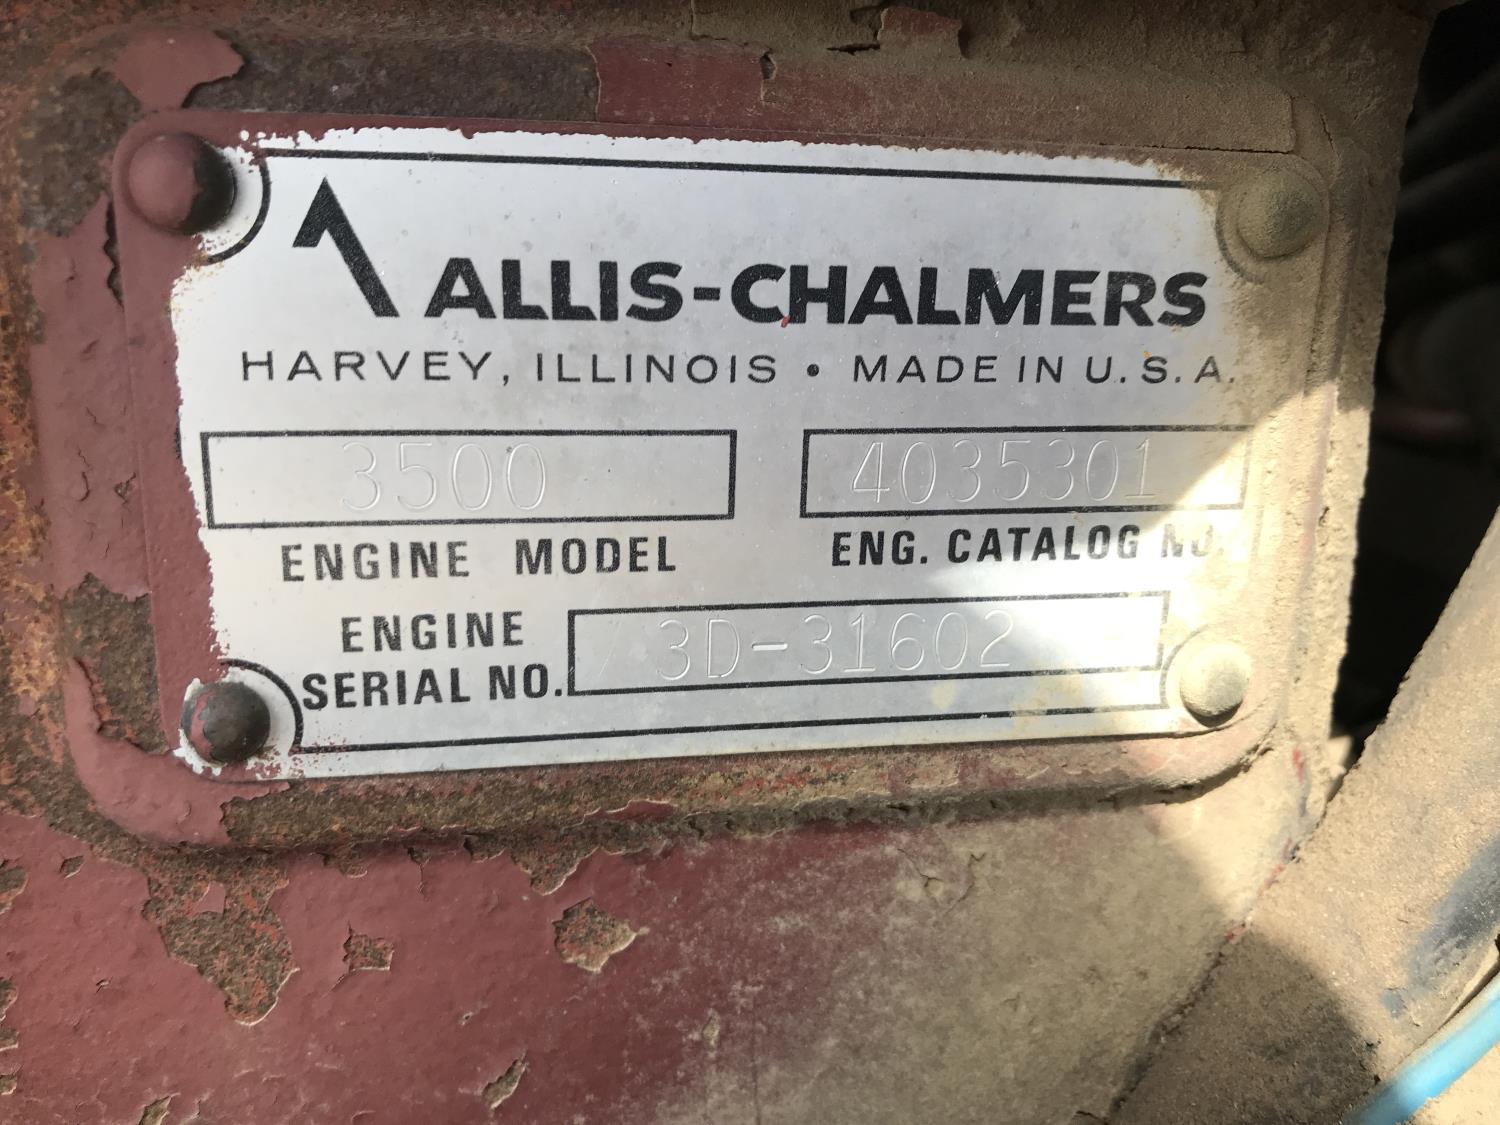 ALLIS-CHALMERS
HARVEY, ILLINOIS • MADE IN U.S.A.
3500 4035301
ENGINE MODEL ENG. CATALOG NO.
ENGINE
SERIAL NO. 3D-31602